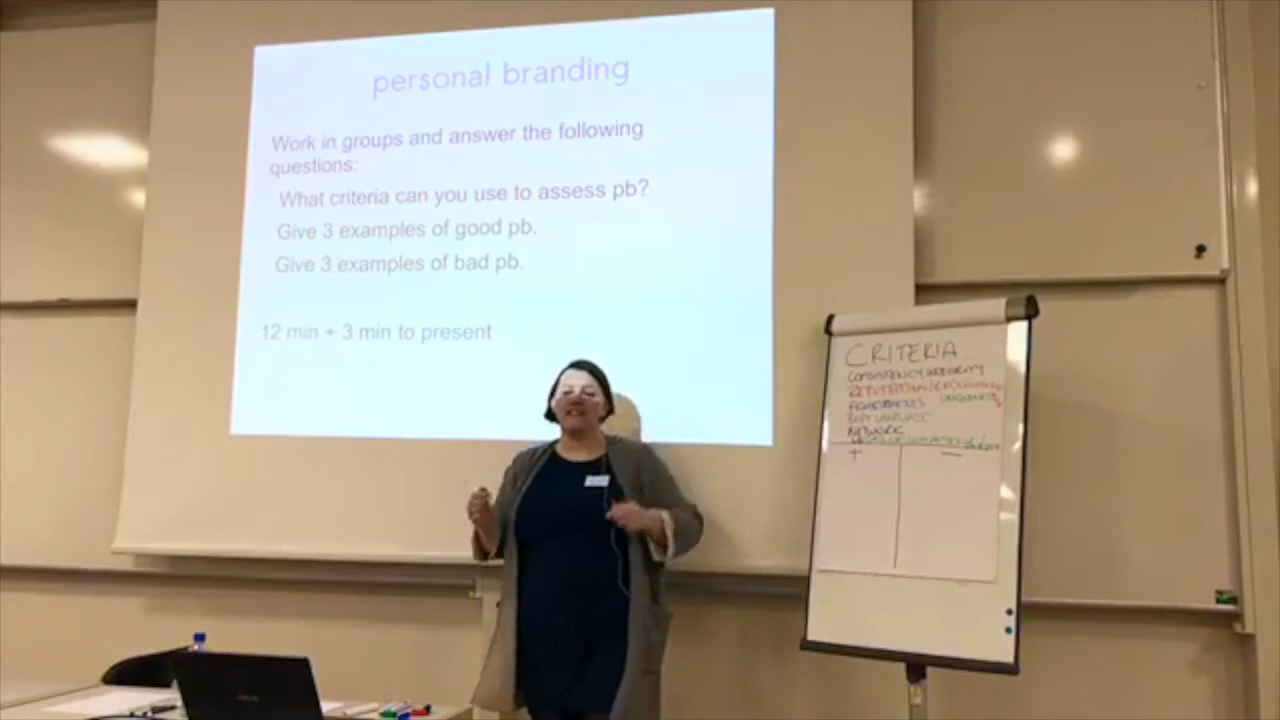 personal branding
Work in groups and answer the following
questions:
What criteria can you use to assess pb?
Give 3 examples of good pb.
Give 3 examples of bad pb.
12 min + 3 min to present
CRITERIA
CONSISTENCY
NETWORK
+ −